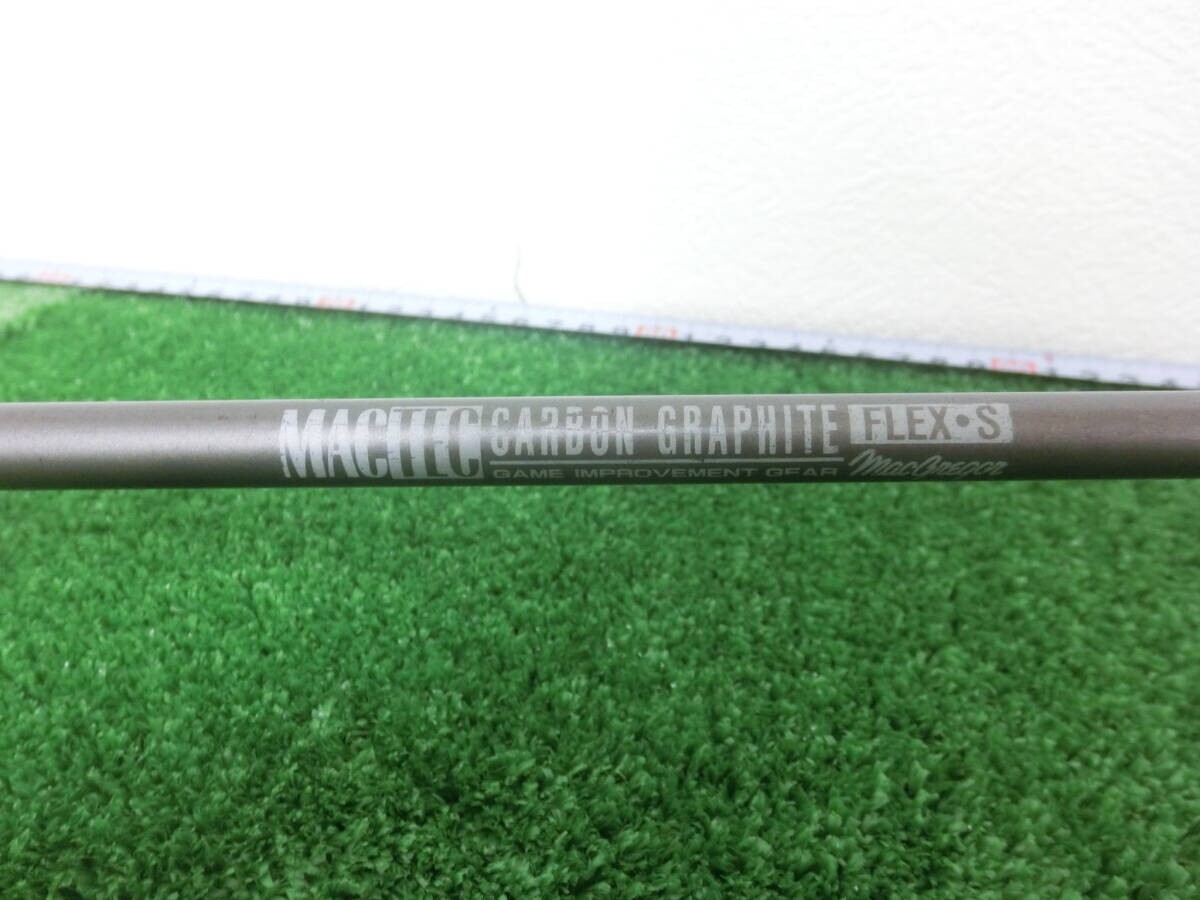 MACTEC CARBON GRAPHITE FLEX•S
GAME IMPROVEMENT GEAR MacGregor